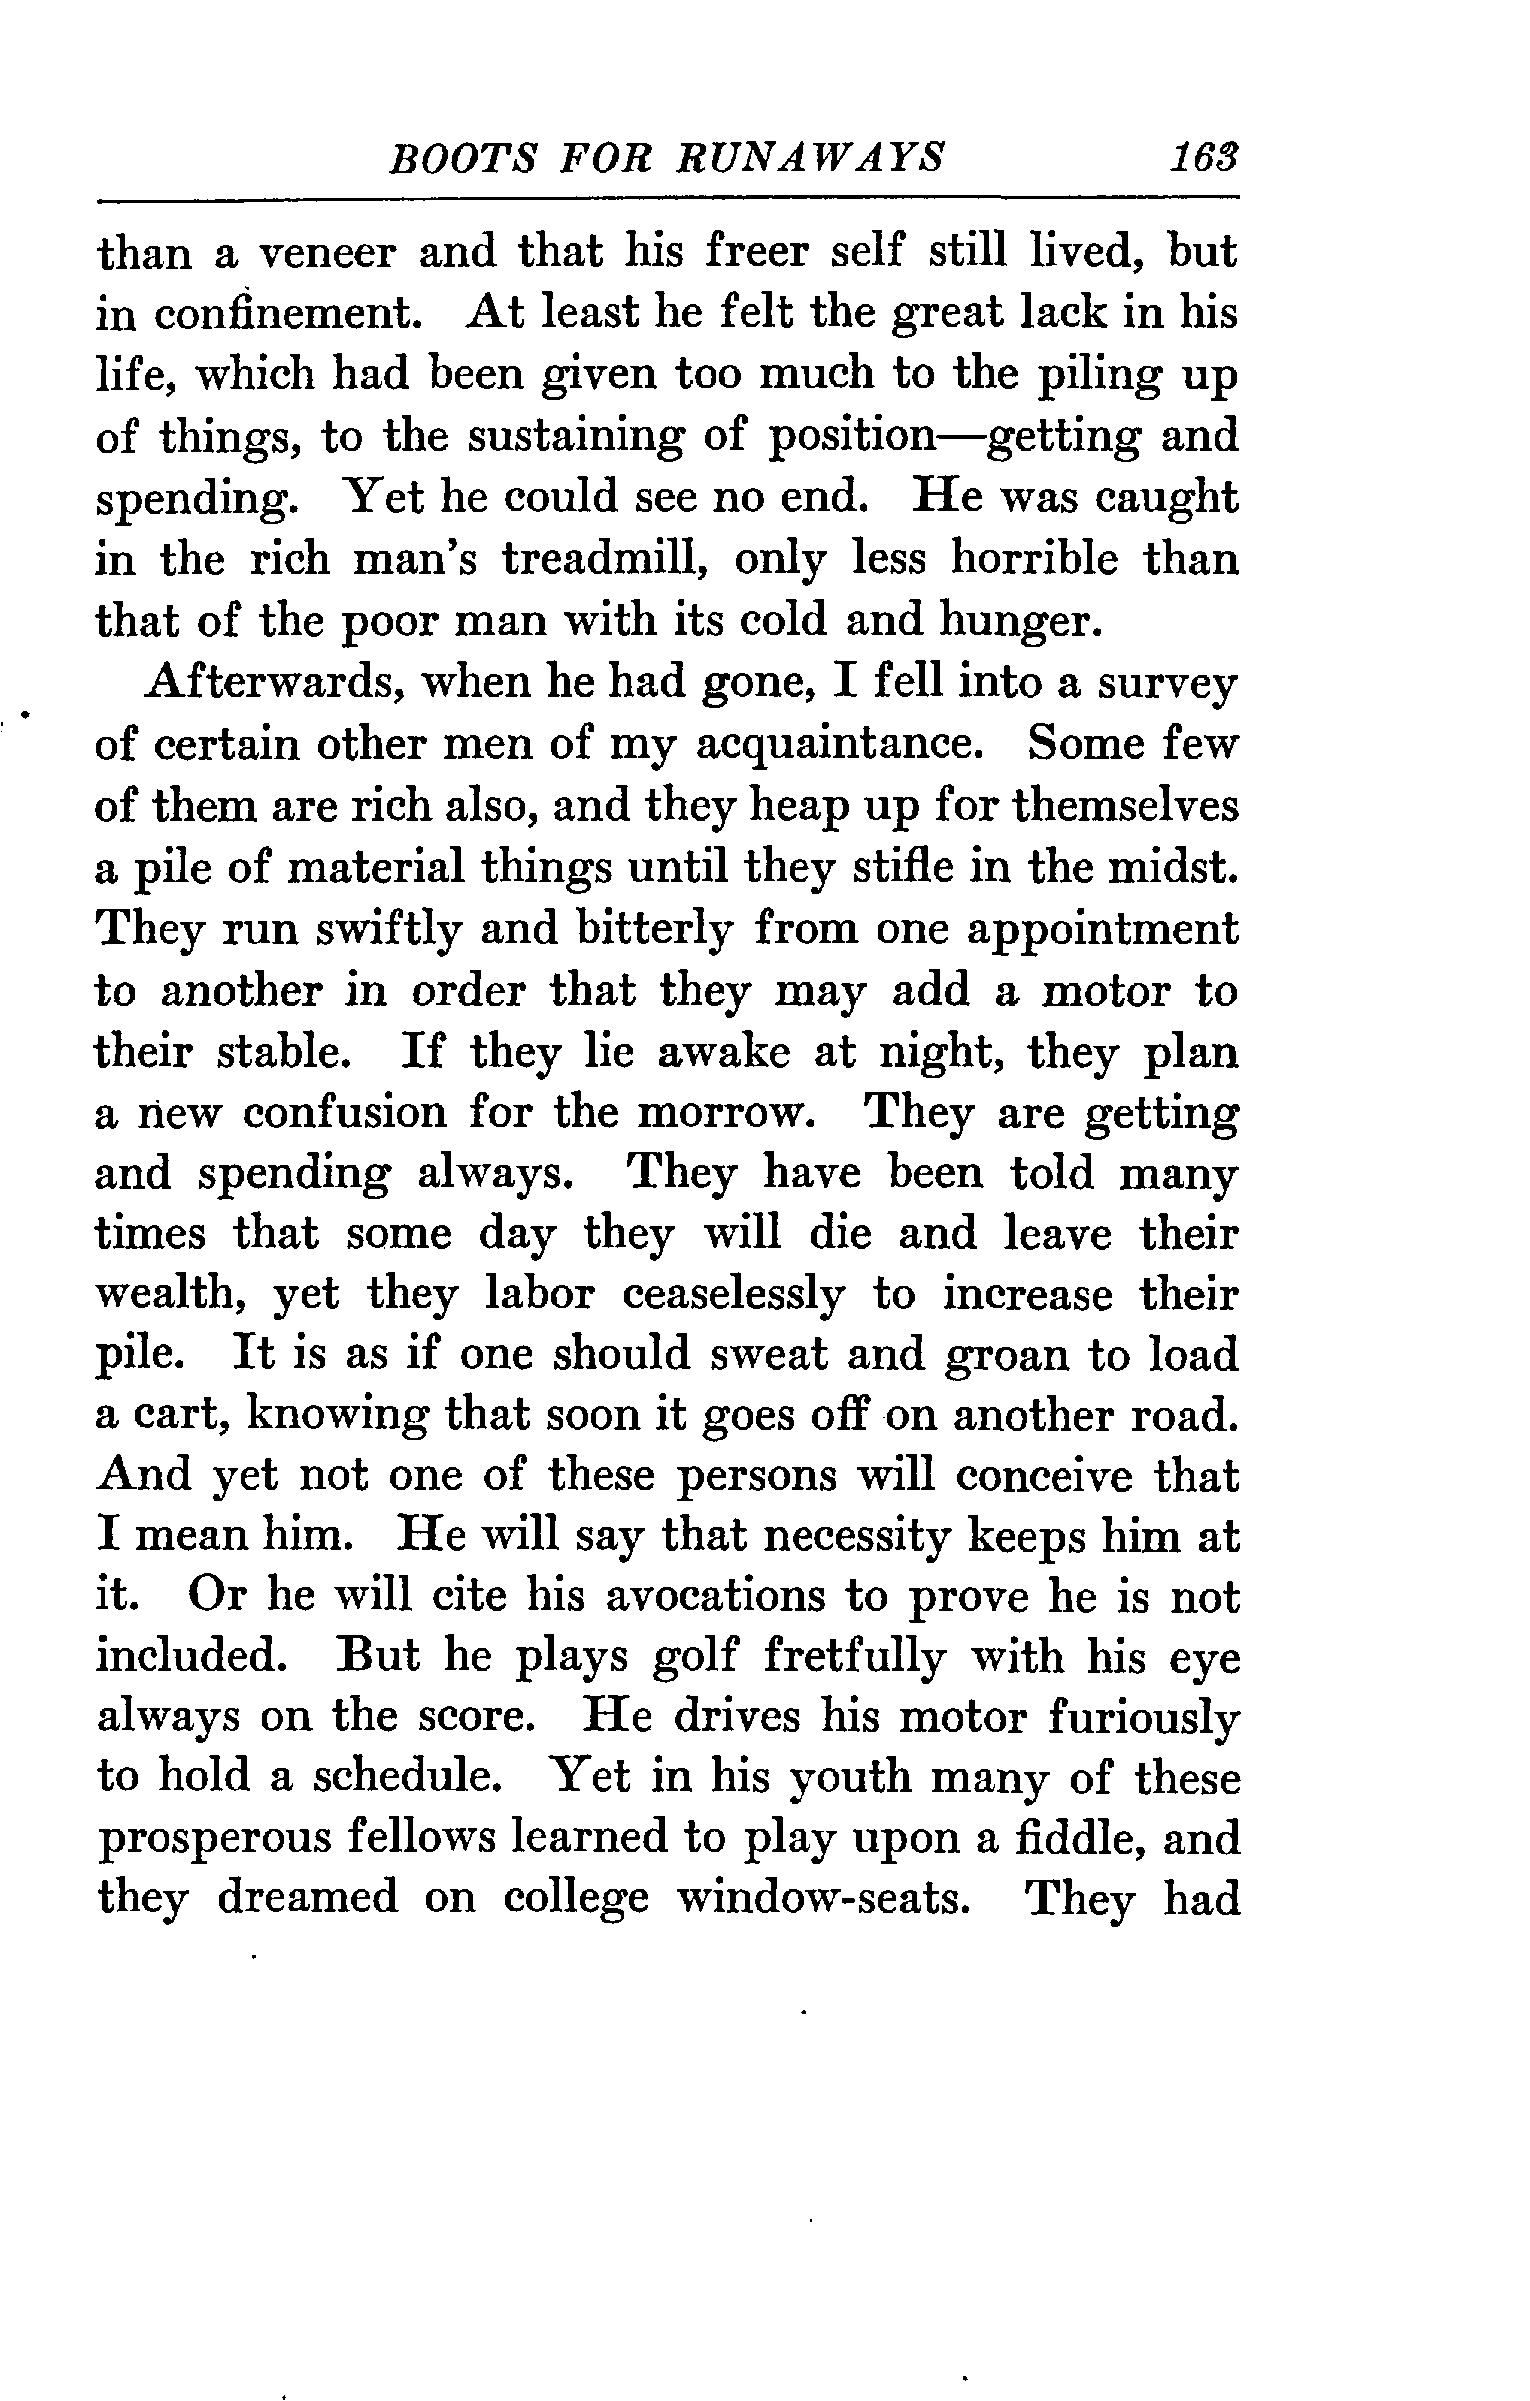 BOOTS FOR RUNAWAYS 163
than a veneer and that his freer self still lived, but
in confinement. At least he felt the great lack in his
life, which had been given too much to the piling up
of things, to the sustaining of position—getting and
spending. Yet he could see no end. He was caught
in the rich man's treadmill, only less horrible than
that of the poor man with its cold and hunger.
Afterwards, when he had gone, I fell into a survey
of certain other men of my acquaintance. Some few
of them are rich also, and they heap up for themselves
a pile of material things until they stifle in the midst.
They run swiftly and bitterly from one appointment
to another in order that they may add a motor to
their stable. If they lie awake at night, they plan
a new confusion for the morrow. They are getting
and spending always. They have been told many
times that some day they will die and leave their
wealth, yet they labor ceaselessly to increase their
pile. It is as if one should sweat and groan to load
a cart, knowing that soon it goes off on another road.
And yet not one of these persons will conceive that
I mean him. He will say that necessity keeps him at
it. Or he will cite his avocations to prove he is not
included. But he plays golf fretfully with his eye
always on the score. He drives his motor furiously
to hold a schedule. Yet in his youth many of these
prosperous fellows learned to play upon a fiddle, and
they dreamed on college window-seats. They had